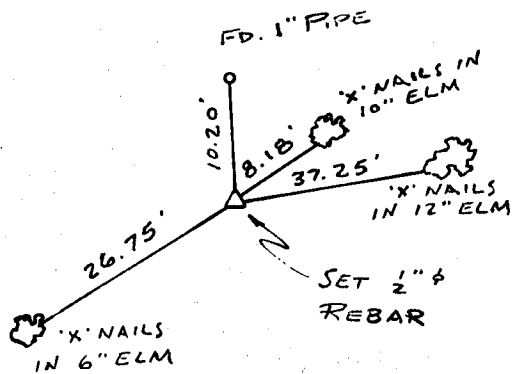 FD. 1" PIPE
'X' NAILS IN
10" ELM
10.20'
8.18'
37.25'
'X' NAILS
IN 12" ELM
26.75'
SET 1/2" φ
REBAR
'X' NAILS
IN 6" ELM